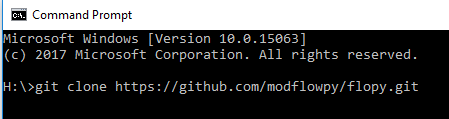 Command Prompt
Microsoft Windows [Version 10.0.15063]
(c) 2017 Microsoft Corporation. All rights reserved.
H:\>git clone https://github.com/modflowpy/flopy.git